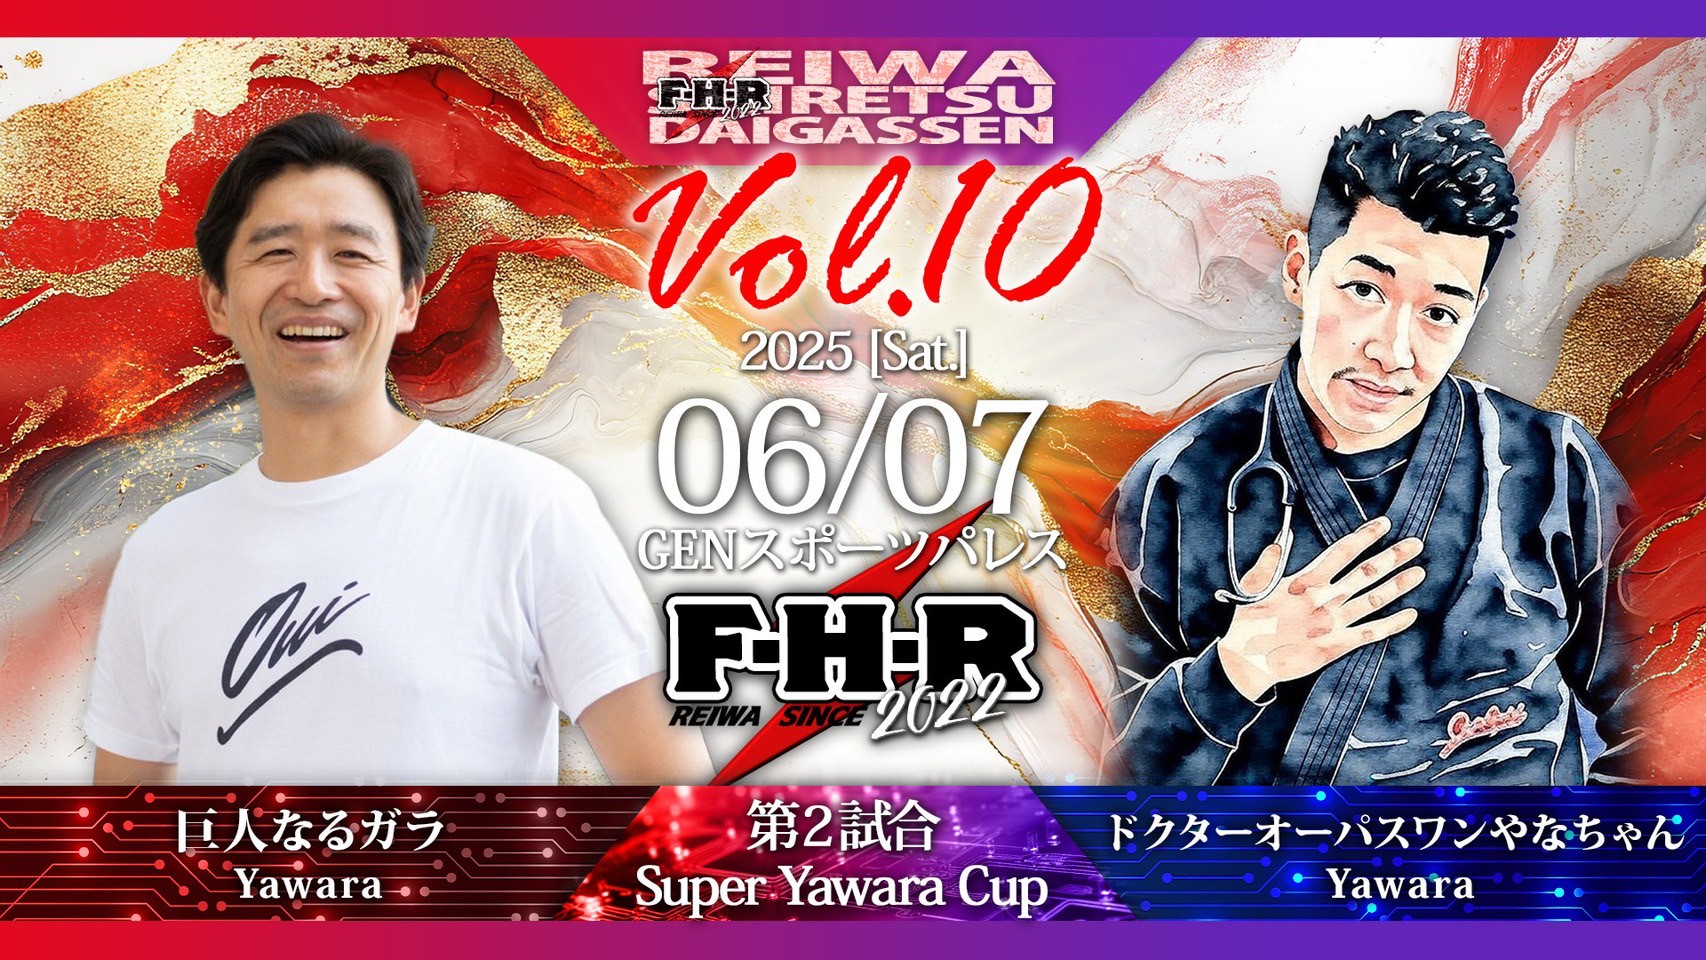 REIWA
RETSU
DAIGASSEN
F-H-R
2022
Vol.10
2025 [Sat.]
06/07
GENスポーツパレス
Oui
F-H-R
REIWA SINCE 2022
巨人なるガラ
Yawara
第2試合
Super Yawara Cup
ドクターオーパスワンやなちゃん
Yawara